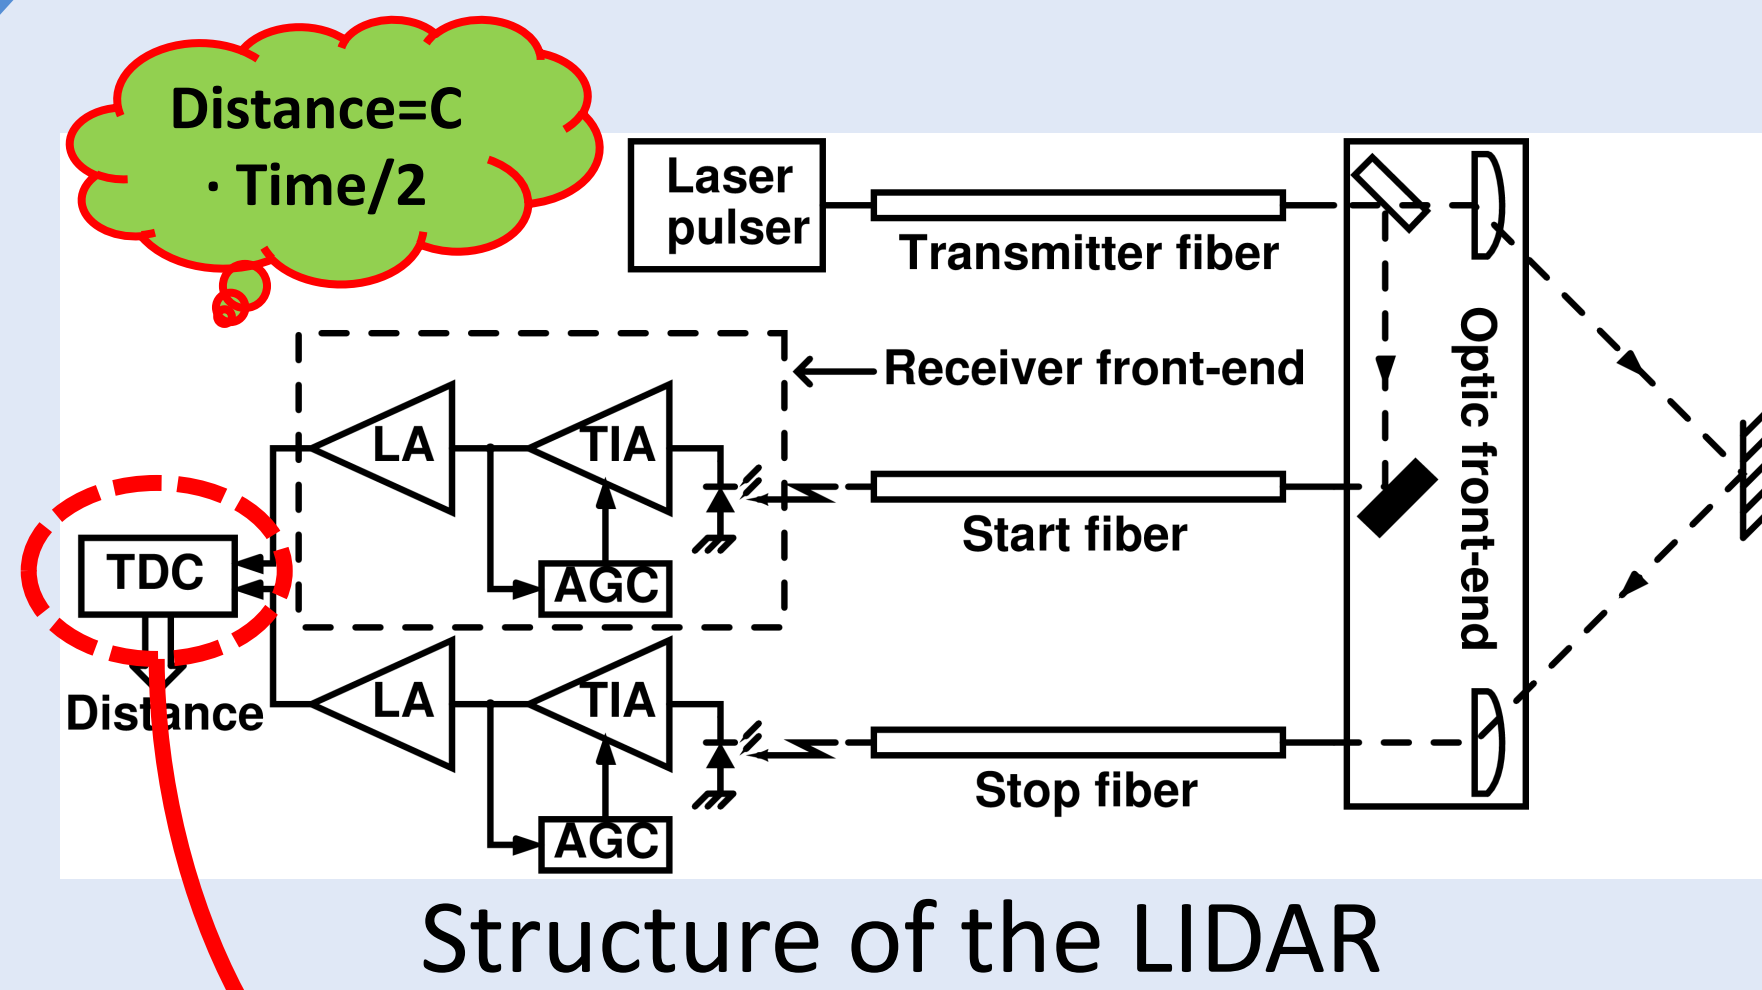 Distance=C
· Time/2
Laser
pulser
Transmitter fiber
Receiver front-end
Optic front-end
LA
TIA
Start fiber
TDC
AGC
Distance
LA
TIA
Stop fiber
AGC
Structure of the LIDAR